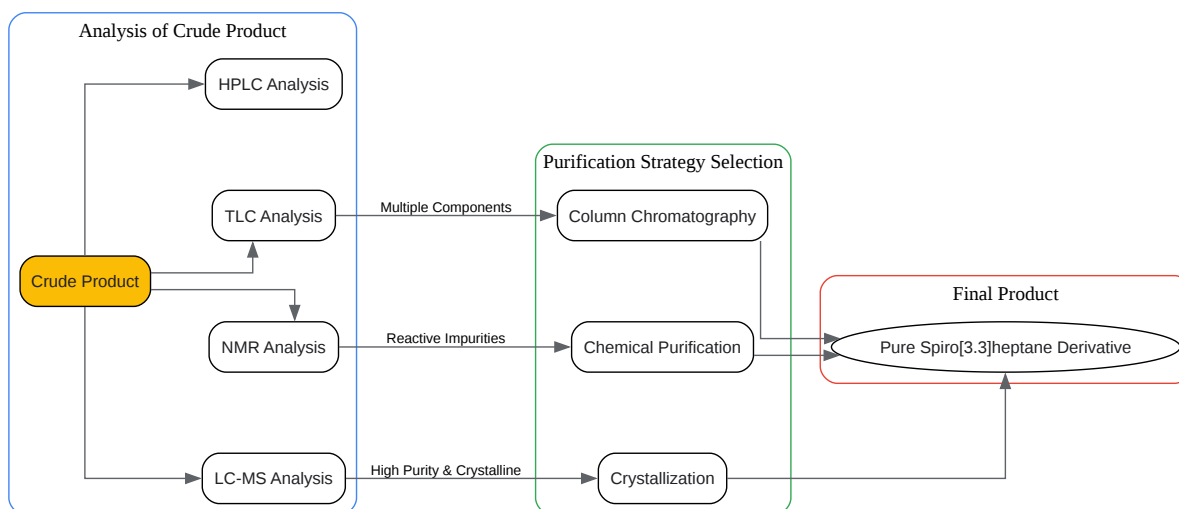 Analysis of Crude Product
HPLC Analysis
Purification Strategy Selection
TLC Analysis
Multiple Components
Column Chromatography
Crude Product
Final Product
NMR Analysis
Reactive Impurities
Chemical Purification
Pure Spiro[3.3]heptane Derivative
LC-MS Analysis
High Purity & Crystalline
Crystallization